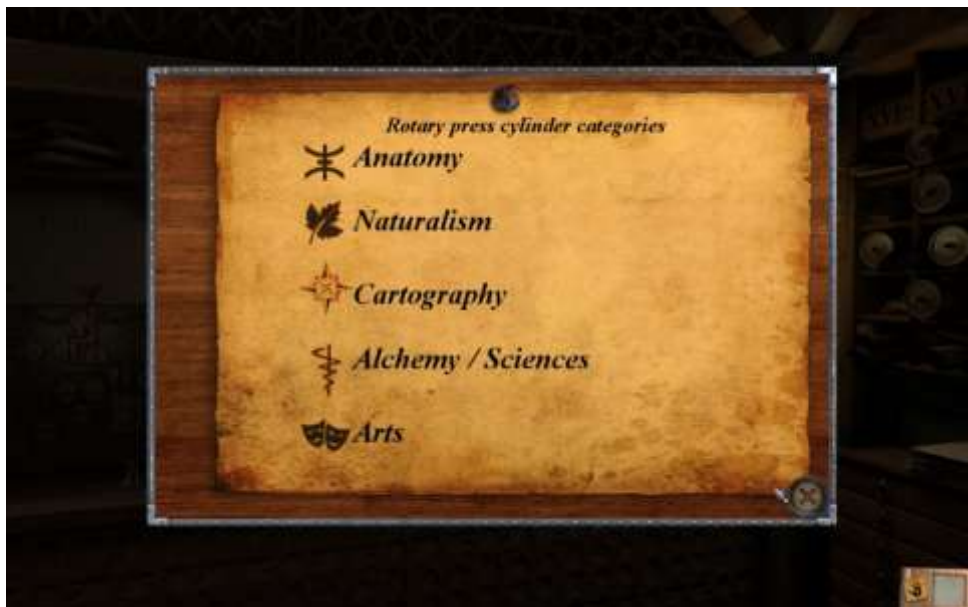 Rotary press cylinder categories
Anatomy
Naturalism
Cartography
Alchemy / Sciences
Arts